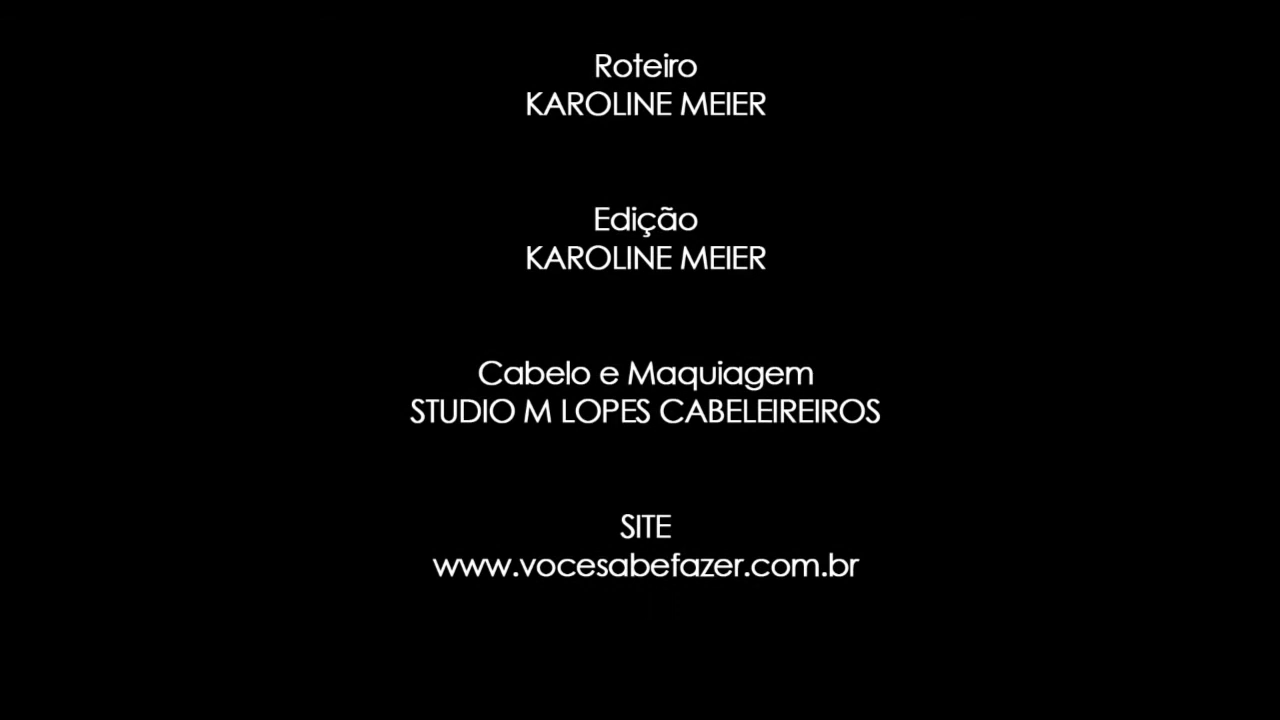 Roteiro
KAROLINE MEIER
Edição
KAROLINE MEIER
Cabelo e Maquiagem
STUDIO M LOPES CABELEIREIROS
SITE
www.vocesabefazer.com.br